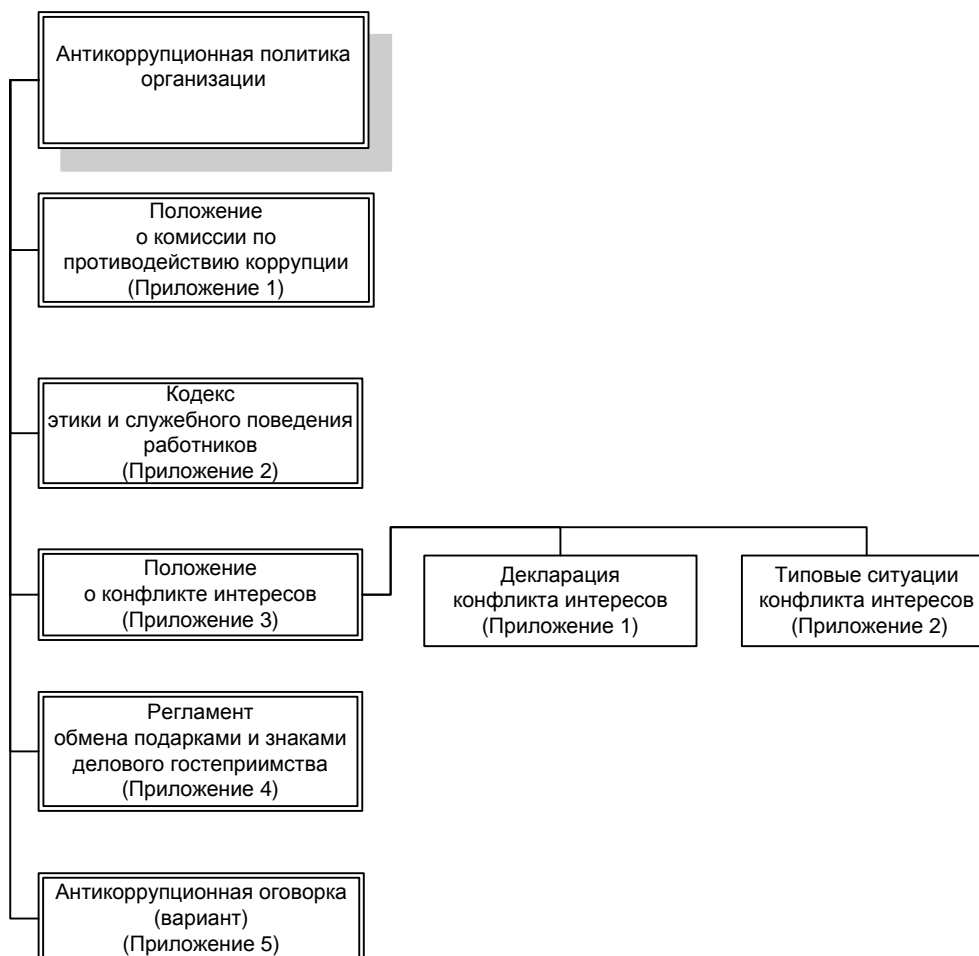 Антикоррупционная политика
организации
Положение
о комиссии по
противодействию коррупции
(Приложение 1)
Кодекс
этики и служебного поведения
работников
(Приложение 2)
Положение
о конфликте интересов
(Приложение 3)
Декларация
конфликта интересов
(Приложение 1)
Типовые ситуации
конфликта интересов
(Приложение 2)
Регламент
обмена подарками и знаками
делового гостеприимства
(Приложение 4)
Антикоррупционная оговорка
(вариант)
(Приложение 5)